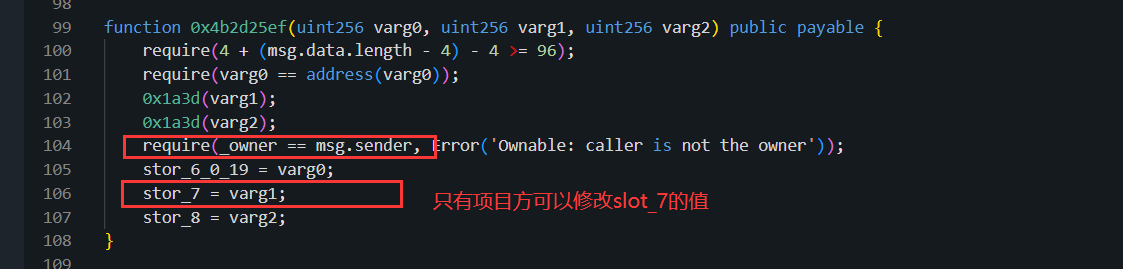 98
99 function 0x4b2d25ef(uint256 varg0, uint256 varg1, uint256 varg2) public payable {
100 require(4 + (msg.data.length - 4) - 4 >= 96);
101 require(varg0 == address(varg0));
102 0x1a3d(varg1);
103 0x1a3d(varg2);
104 require(_owner == msg.sender, Error('Ownable: caller is not the owner'));
105 stor_6_0_19 = varg0;
106 stor_7 = varg1;
只有项目方可以修改slot_7的值
107 stor_8 = varg2;
108 }
109